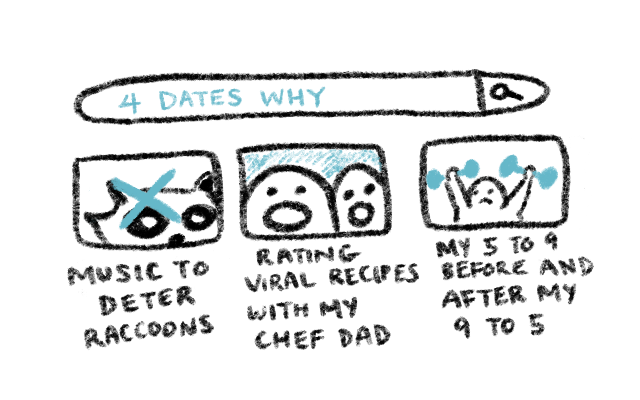 4 DATES WHY
MUSIC TO
DETER
RACCOONS
RATING
VIRAL RECIPES
WITH MY
CHEF DAD
MY 5 TO 9
BEFORE AND
AFTER MY
9 TO 5